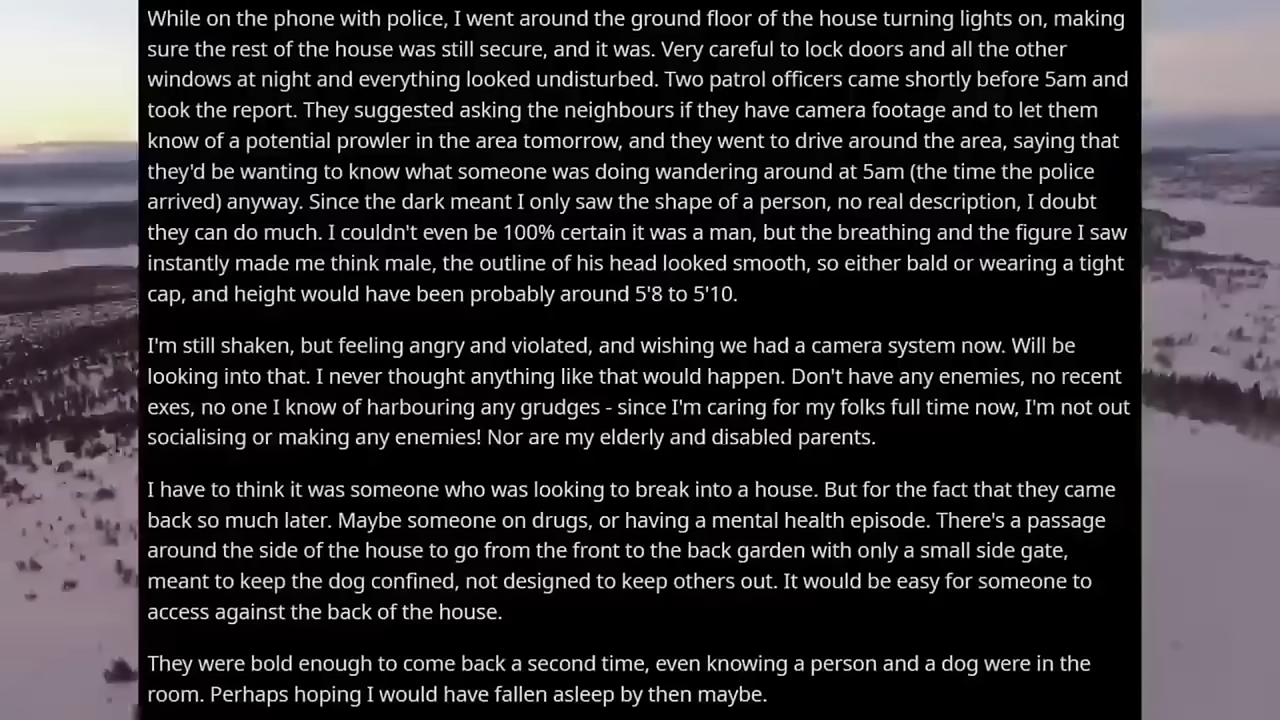 While on the phone with police, I went around the ground floor of the house turning lights on, making
sure the rest of the house was still secure, and it was. Very careful to lock doors and all the other
windows at night and everything looked undisturbed. Two patrol officers came shortly before 5am and
took the report. They suggested asking the neighbours if they have camera footage and to let them
know of a potential prowler in the area tomorrow, and they went to drive around the area, saying that
they'd be wanting to know what someone was doing wandering around at 5am (the time the police
arrived) anyway. Since the dark meant I only saw the shape of a person, no real description, I doubt
they can do much. I couldn't even be 100% certain it was a man, but the breathing and the figure I saw
instantly made me think male, the outline of his head looked smooth, so either bald or wearing a tight
cap, and height would have been probably around 5'8 to 5'10.
I'm still shaken, but feeling angry and violated, and wishing we had a camera system now. Will be
looking into that. I never thought anything like that would happen. Don't have any enemies, no recent
exes, no one I know of harbouring any grudges - since I'm caring for my folks full time now, I'm not out
socialising or making any enemies! Nor are my elderly and disabled parents.
I have to think it was someone who was looking to break into a house. But for the fact that they came
back so much later. Maybe someone on drugs, or having a mental health episode. There's a passage
around the side of the house to go from the front to the back garden with only a small side gate,
meant to keep the dog confined, not designed to keep others out. It would be easy for someone to
access against the back of the house.
They were bold enough to come back a second time, even knowing a person and a dog were in the
room. Perhaps hoping I would have fallen asleep by then maybe.